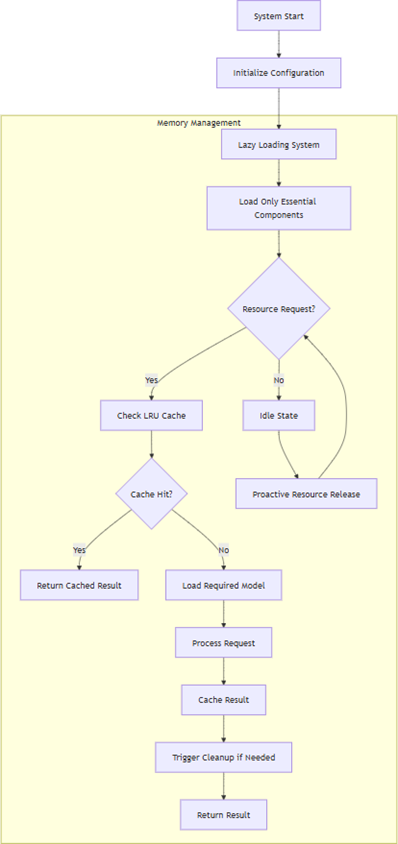 System Start
Initialize Configuration
Memory Management
Lazy Loading System
Load Only Essential
Components
Resource Request?
Yes
No
Check LRU Cache
Idle State
Cache Hit?
Proactive Resource Release
Yes
No
Return Cached Result
Load Required Model
Process Request
Cache Result
Trigger Cleanup if Needed
Return Result